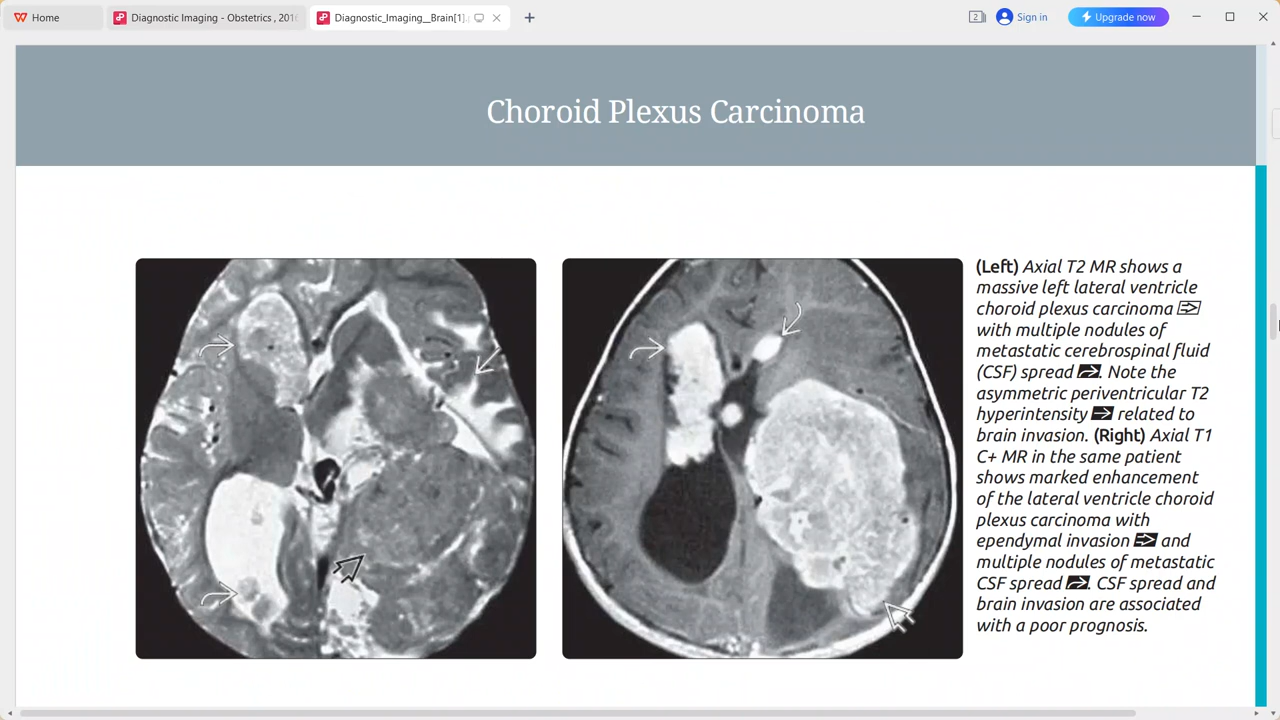 Home
Diagnostic Imaging - Obstetrics , 2016
Diagnostic_Imaging__Brain[1].
2
Sign in
Upgrade now
Choroid Plexus Carcinoma
(Left) Axial T2 MR shows a
massive left lateral ventricle
choroid plexus carcinoma
with multiple nodules of
metastatic cerebrospinal fluid
(CSF) spread . Note the
asymmetric periventricular T2
hyperintensity related to
brain invasion. (Right) Axial T1
C+ MR in the same patient
shows marked enhancement
of the lateral ventricle choroid
plexus carcinoma with
ependymal invasion and
multiple nodules of metastatic
CSF spread . CSF spread and
brain invasion are associated
with a poor prognosis.